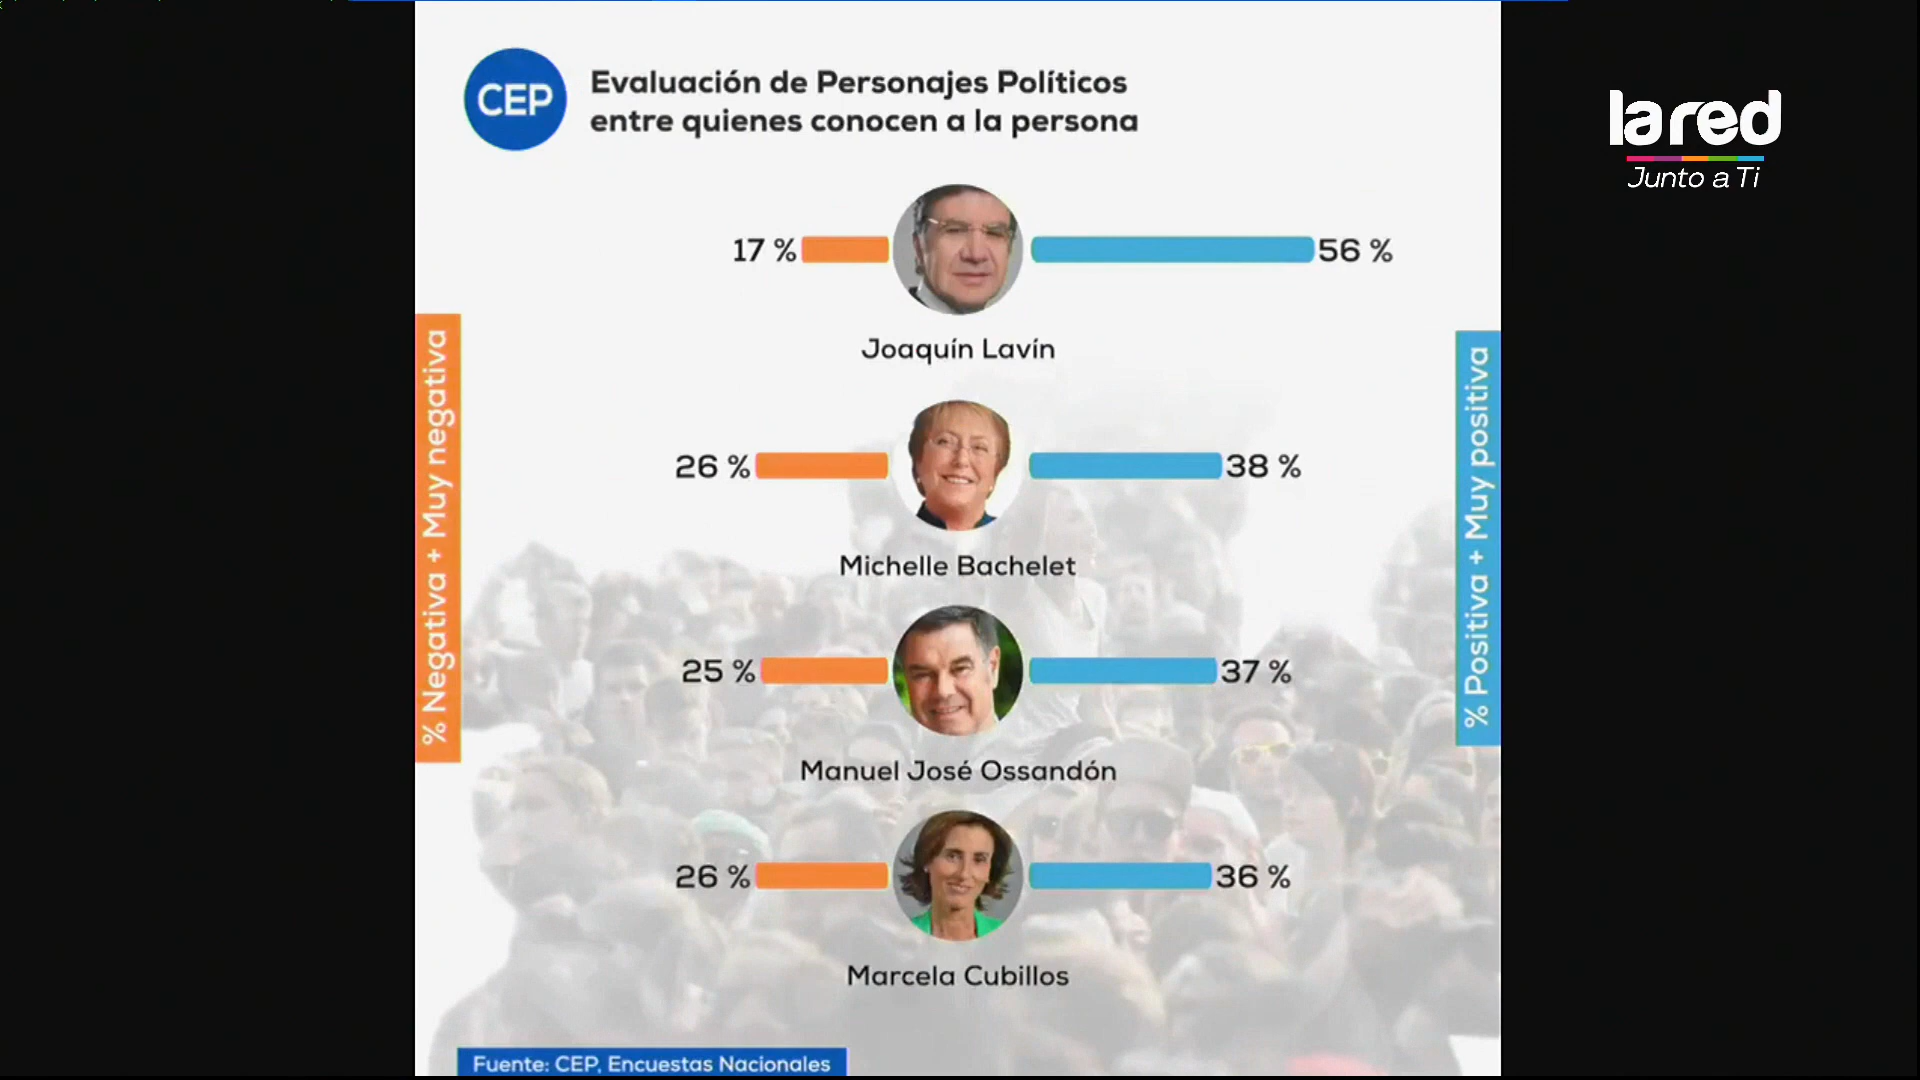 CEP
Evaluación de Personajes Políticos
entre quienes conocen a la persona
la red
Junto a Ti
17 %
56 %
Joaquín Lavín
% Negativa + Muy negativa
% Positiva + Muy positiva
26 %
38 %
Michelle Bachelet
25 %
37 %
Manuel José Ossandón
26 %
36 %
Marcela Cubillos
Fuente: CEP, Encuestas Nacionales